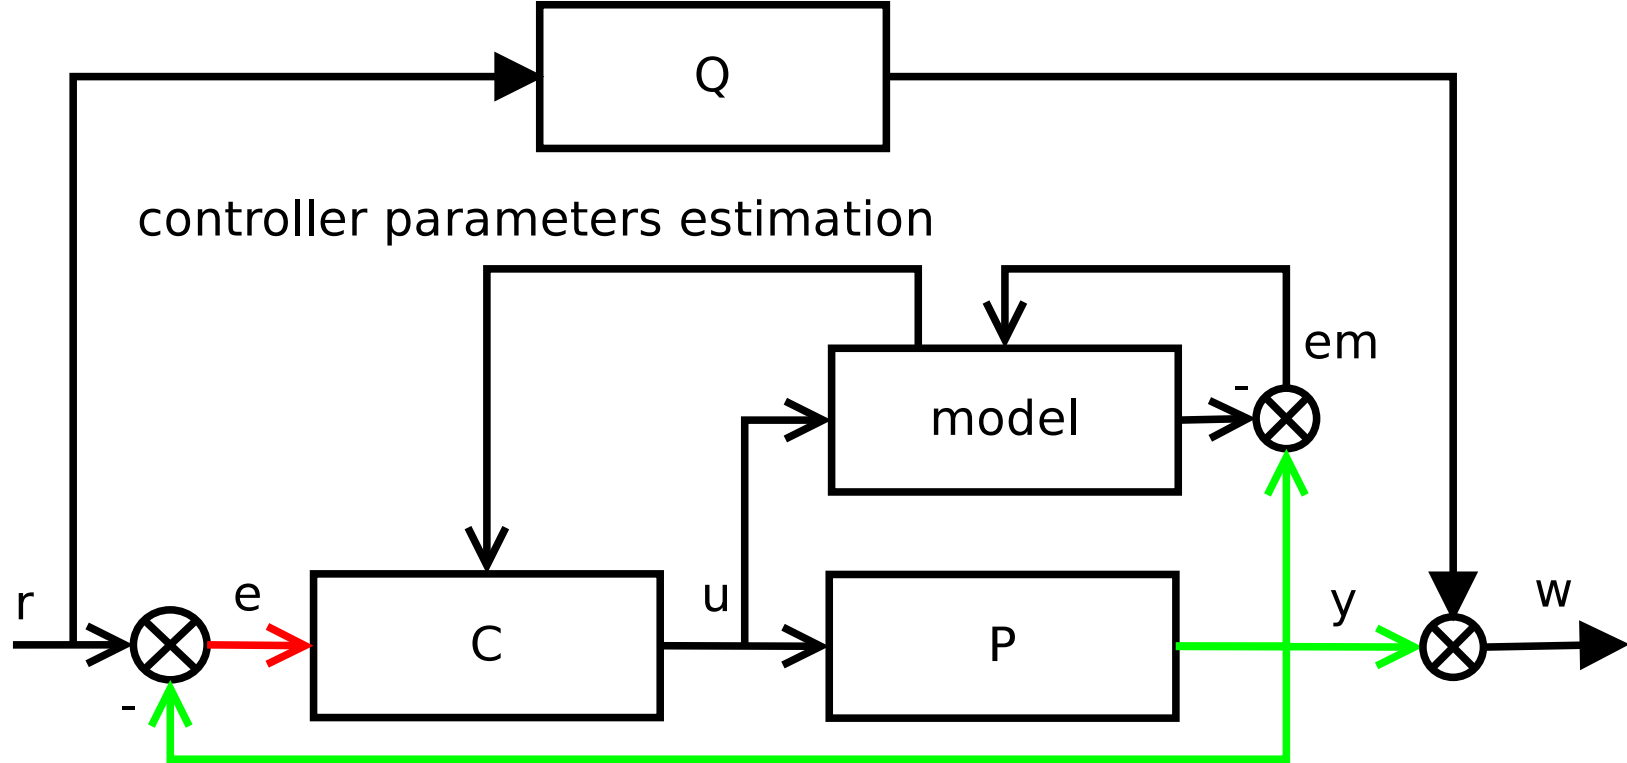 Q
controller parameters estimation
em
-
model
r
e
u
y
w
C
P
-